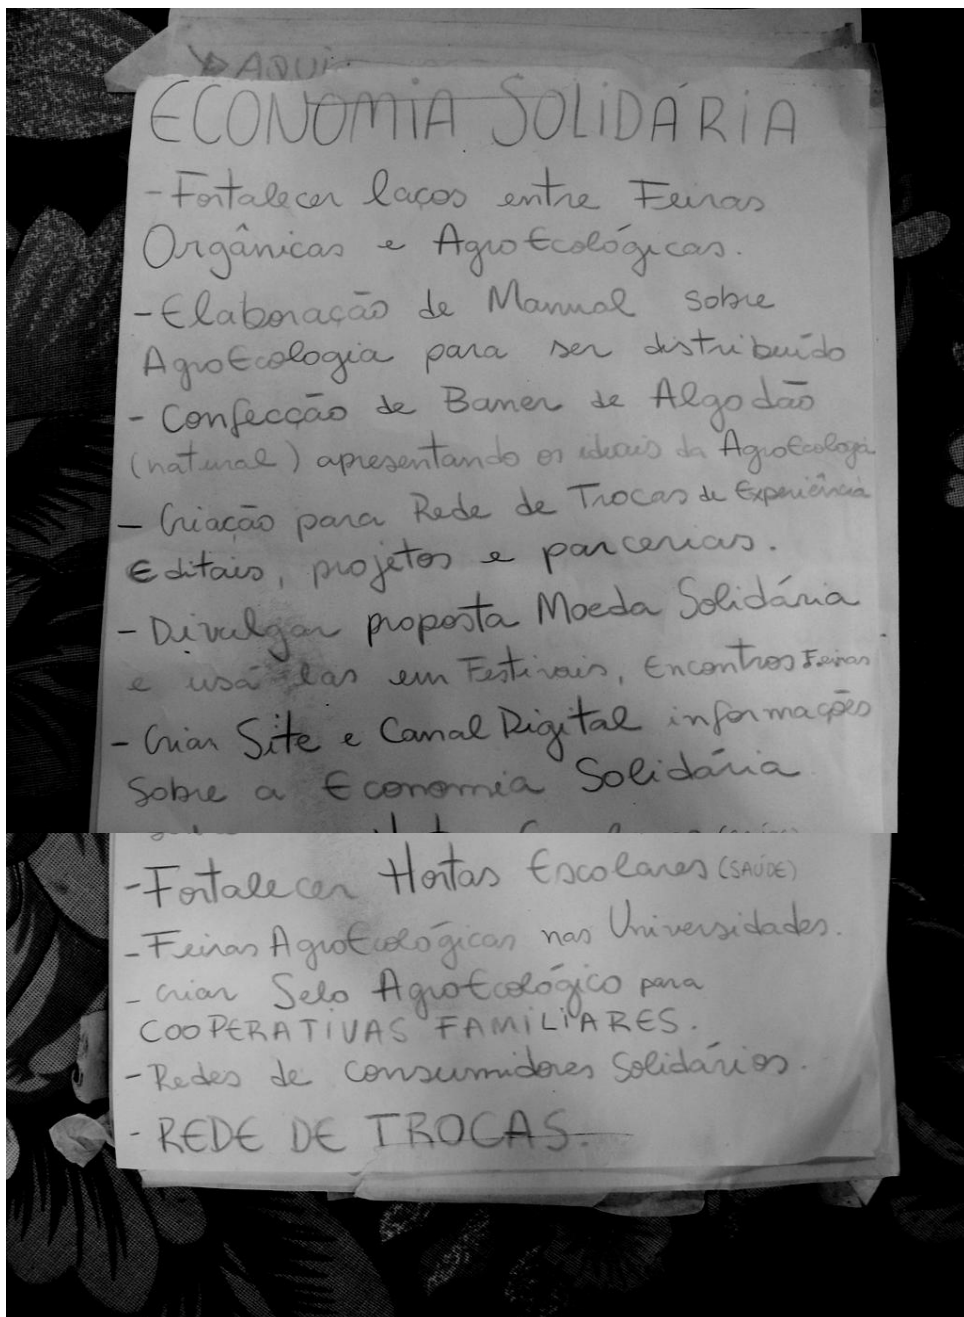 AQUI:
ECONOMIA SOLIDÁRIA
- Fortalecer laços entre Feiras
Orgânicas e AgroEcológicas.
- Elaboração de Manual sobre
AgroEcologia para ser distribuído
- Confecção de Baner de Algodão
(natural) apresentando os ideais da AgroEcologia
- Criação para Rede de Trocas de Experiência
Editais, projetos e parcerias.
- Divulgar proposta Moeda Solidária
e usá las em Festivais, Encontros Feiras
- Criar Site e Canal Digital informações
Sobre a Economia Solidária
- Fortalecer Hortas Escolares (SAÚDE)
- Feiras AgroEcológicas nas Universidades.
- Criar Selo AgroEcológico para
COOPERATIVAS FAMILIARES.
- Redes de Consumidores Solidários.
- REDE DE TROCAS.